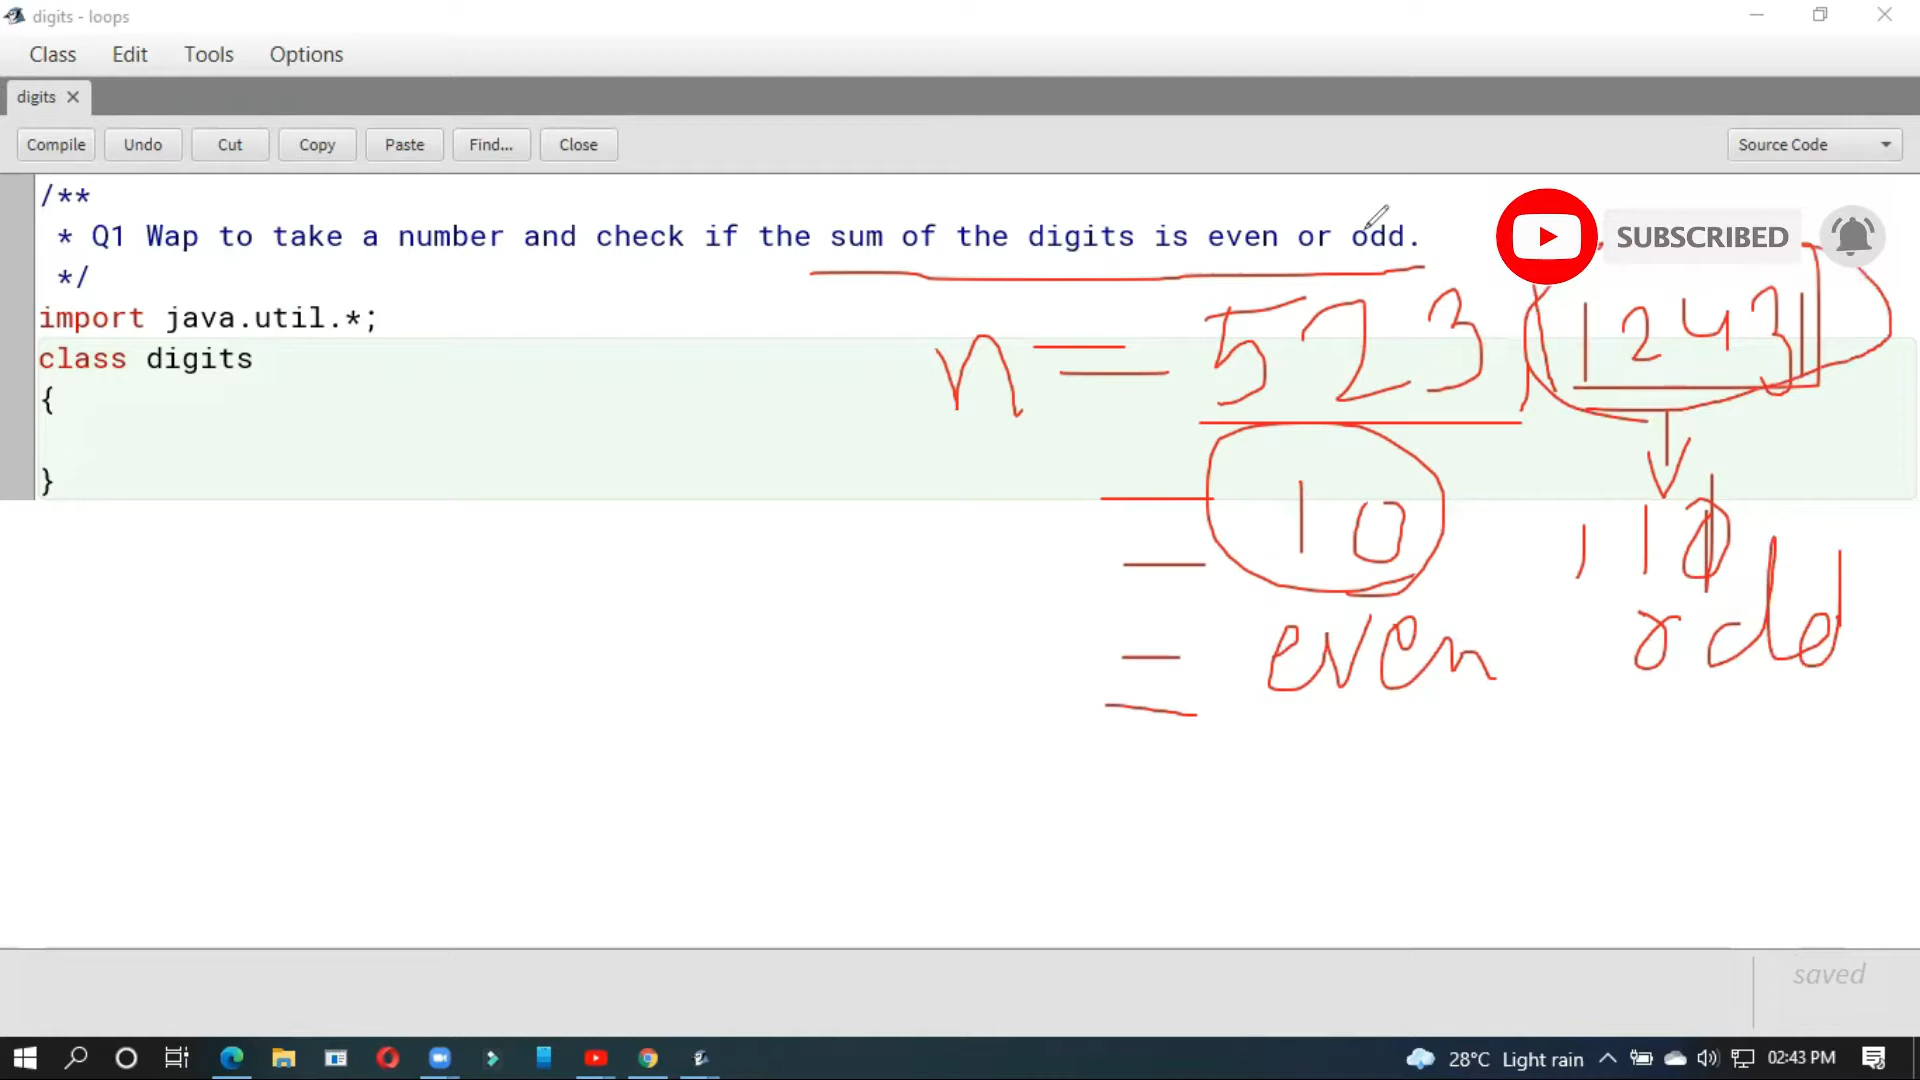 digits - loops
Class Edit Tools Options
digits
Compile Undo Cut Copy Paste Find... Close Source Code
/**
* Q1 Wap to take a number and check if the sum of the digits is even or odd.
*/
SUBSCRIBED
import java.util.*;
class digits
{
}
n = 523, 1243
10
even odd
saved
28°C Light rain 02:43 PM